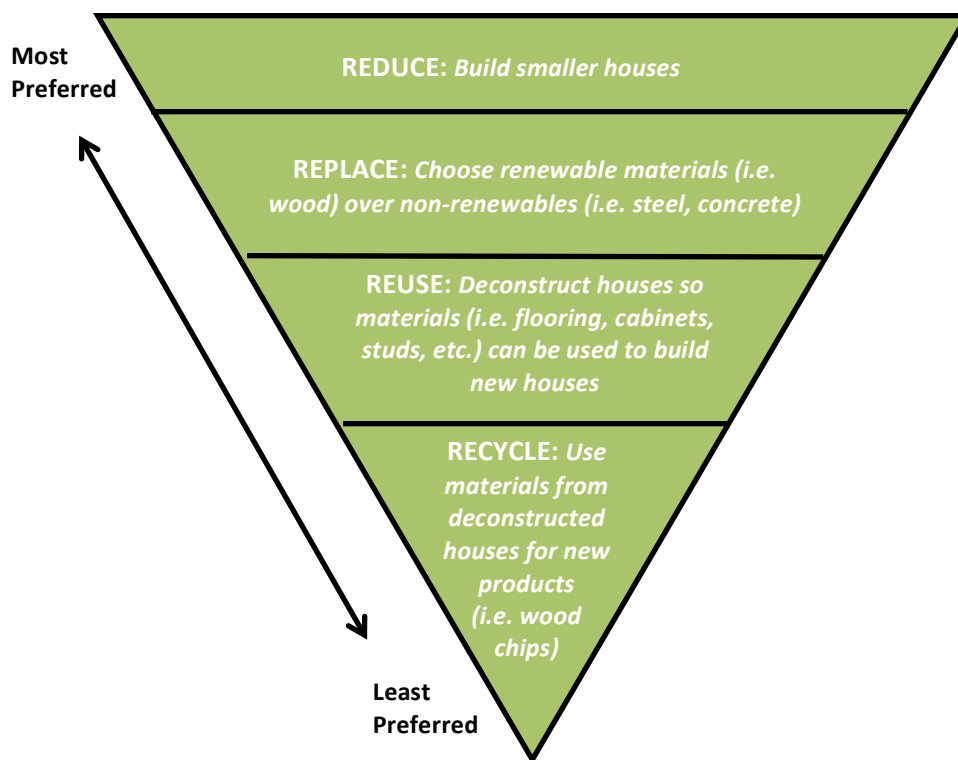 Most
Preferred
REDUCE: Build smaller houses
REPLACE: Choose renewable materials (i.e.
wood) over non-renewables (i.e. steel, concrete)
REUSE: Deconstruct houses so
materials (i.e. flooring, cabinets,
studs, etc.) can be used to build
new houses
RECYCLE: Use
materials from
deconstructed
houses for new
products
(i.e. wood
chips)
Least
Preferred